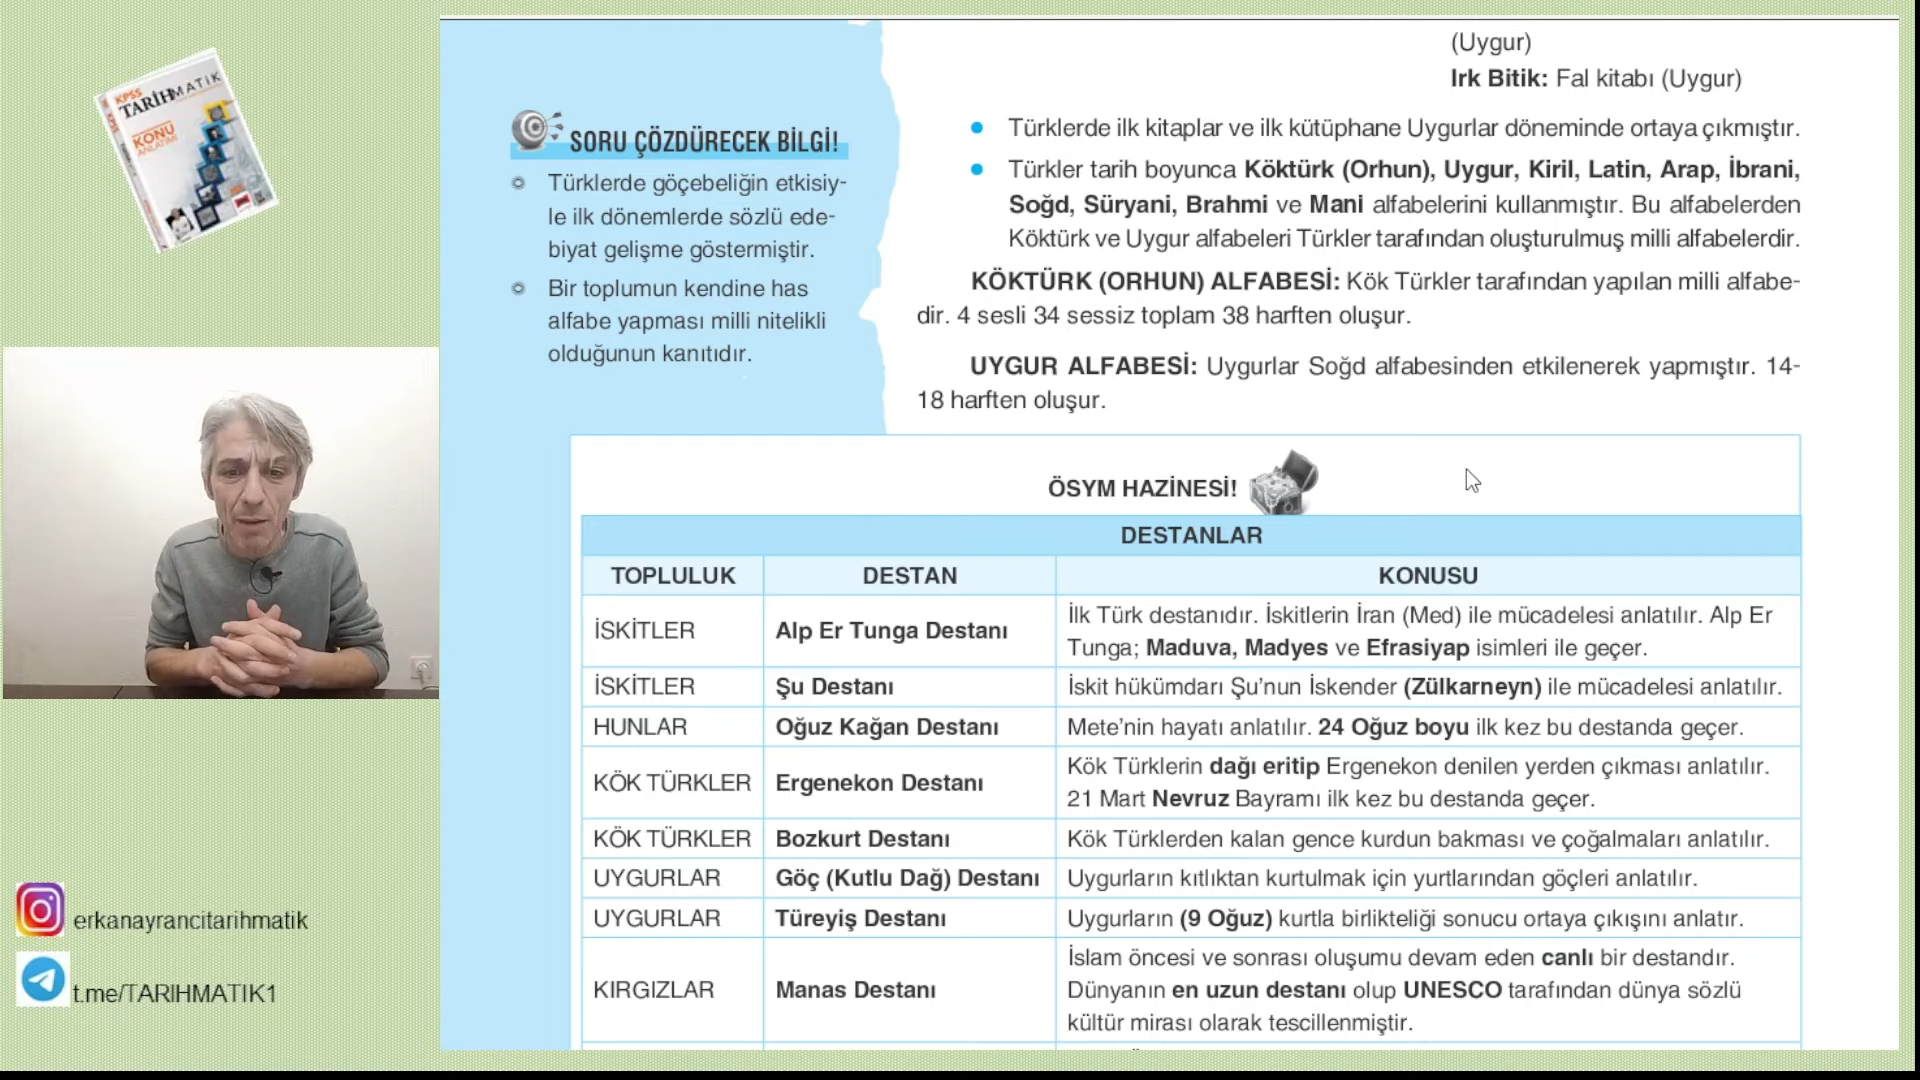 KPSS
TARİHMATİK
KONU
ANLATIMI
erkanayrancitarihmatik
t.me/TARIHMATIK1
SORU ÇÖZDÜRECEK BİLGİ!
Türklerde göçebeliğin etkisiy-
le ilk dönemlerde sözlü ede-
biyat gelişme göstermiştir.
Bir toplumun kendine has
alfabe yapması milli nitelikli
olduğunun kanıtıdır.
(Uygur)
Irk Bitik: Fal kitabı (Uygur)
Türklerde ilk kitaplar ve ilk kütüphane Uygurlar döneminde ortaya çıkmıştır.
Türkler tarih boyunca Köktürk (Orhun), Uygur, Kiril, Latin, Arap, İbrani,
Soğd, Süryani, Brahmi ve Mani alfabelerini kullanmıştır. Bu alfabelerden
Köktürk ve Uygur alfabeleri Türkler tarafından oluşturulmuş milli alfabelerdir.
KÖKTÜRK (ORHUN) ALFABESİ: Kök Türkler tarafından yapılan milli alfabe-
dir. 4 sesli 34 sessiz toplam 38 harften oluşur.
UYGUR ALFABESİ: Uygurlar Soğd alfabesinden etkilenerek yapmıştır. 14-
18 harften oluşur.
ÖSYM HAZİNESİ!
DESTANLAR
TOPLULUK DESTAN KONUSU
İSKİTLER Alp Er Tunga Destanı İlk Türk destanıdır. İskitlerin İran (Med) ile mücadelesi anlatılır. Alp Er
Tunga; Maduva, Madyes ve Efrasiyap isimleri ile geçer.
İSKİTLER Şu Destanı İskit hükümdarı Şu'nun İskender (Zülkarneyn) ile mücadelesi anlatılır.
HUNLAR Oğuz Kağan Destanı Mete'nin hayatı anlatılır. 24 Oğuz boyu ilk kez bu destanda geçer.
KÖK TÜRKLER Ergenekon Destanı Kök Türklerin dağı eritip Ergenekon denilen yerden çıkması anlatılır.
21 Mart Nevruz Bayramı ilk kez bu destanda geçer.
KÖK TÜRKLER Bozkurt Destanı Kök Türklerden kalan gence kurdun bakması ve çoğalmaları anlatılır.
UYGURLAR Göç (Kutlu Dağ) Destanı Uygurların kıtlıktan kurtulmak için yurtlarından göçleri anlatılır.
UYGURLAR Türeyiş Destanı Uygurların (9 Oğuz) kurtla birlikteliği sonucu ortaya çıkışını anlatır.
KIRGIZLAR Manas Destanı İslam öncesi ve sonrası oluşumu devam eden canlı bir destandır.
Dünyanın en uzun destanı olup UNESCO tarafından dünya sözlü
kültür mirası olarak tescillenmiştir.